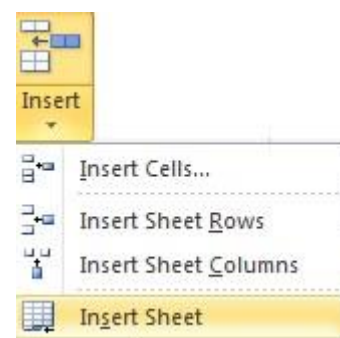 Insert
Insert Cells...
Insert Sheet Rows
Insert Sheet Columns
Insert Sheet